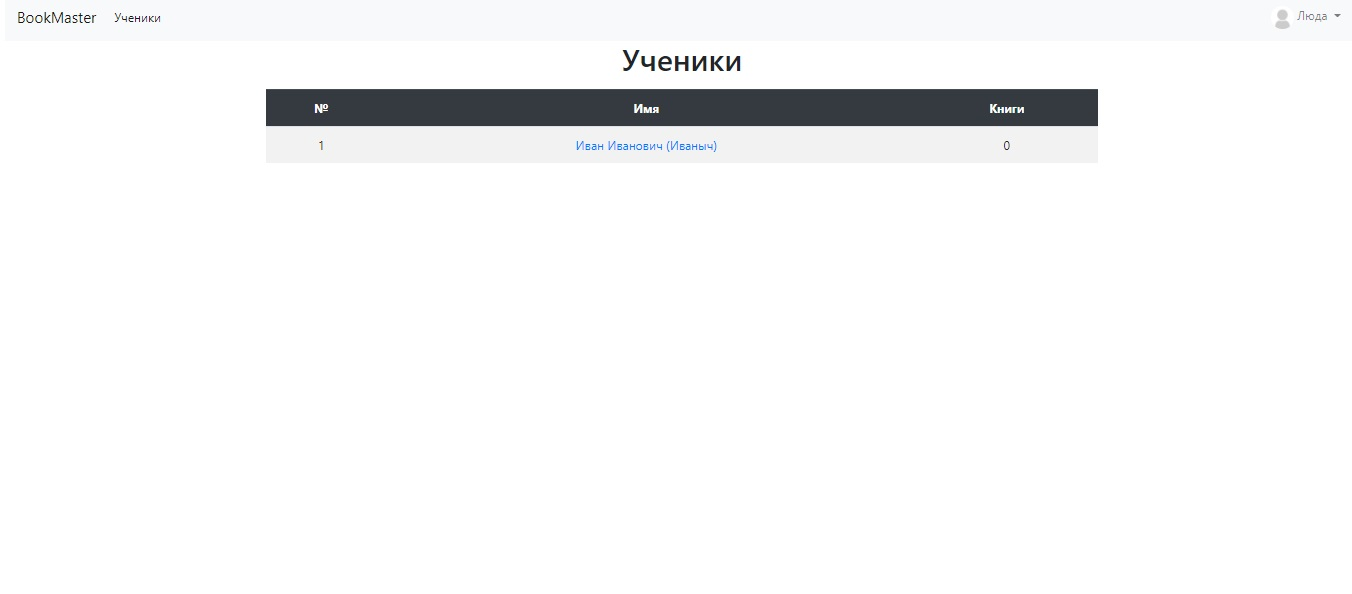 BookMaster Ученики Люда
Ученики
№ Имя Книги
1 Иван Иванович (Иваныч) 0